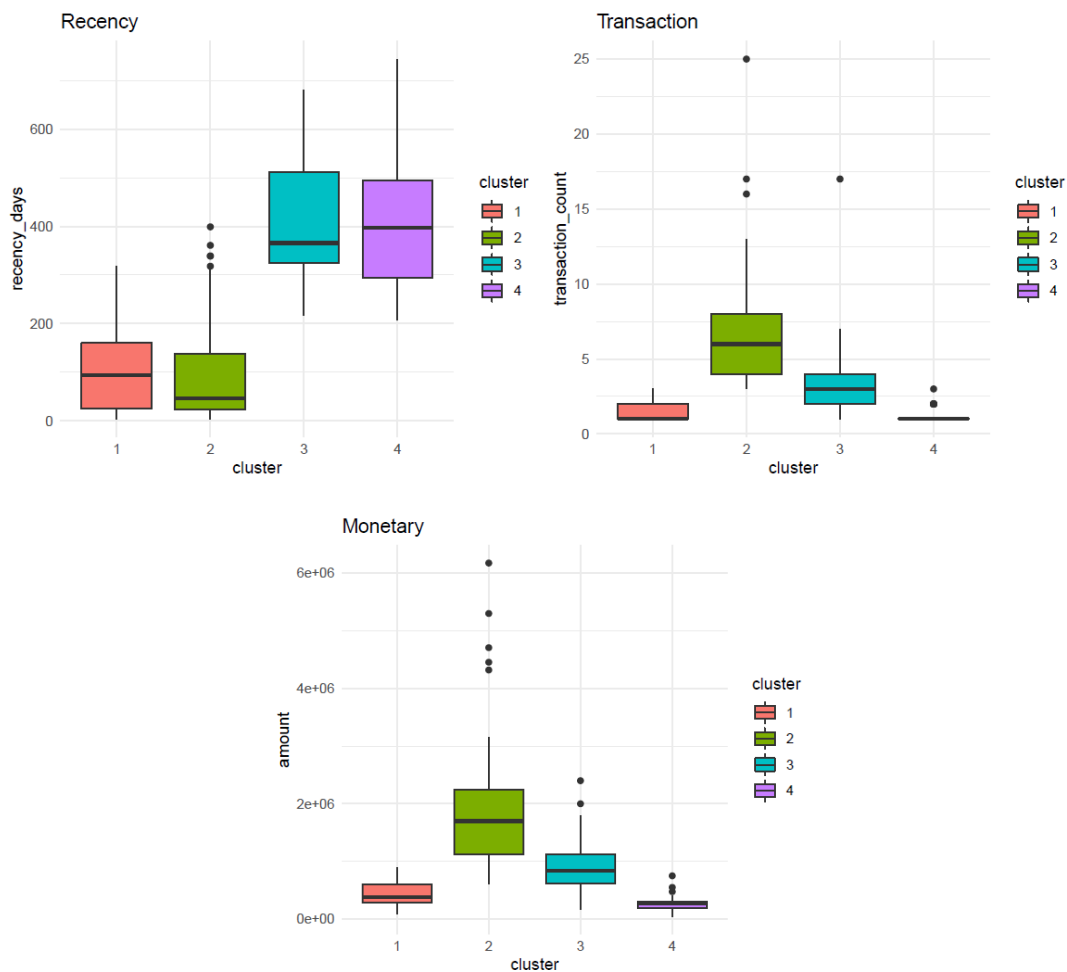 Recency
600
400
200
0
recency_days
1 2 3 4
cluster
cluster
1
2
3
4
Transaction
25
20
15
10
5
0
transaction_count
1 2 3 4
cluster
cluster
1
2
3
4
Monetary
6e+06
4e+06
2e+06
0e+00
amount
1 2 3 4
cluster
cluster
1
2
3
4